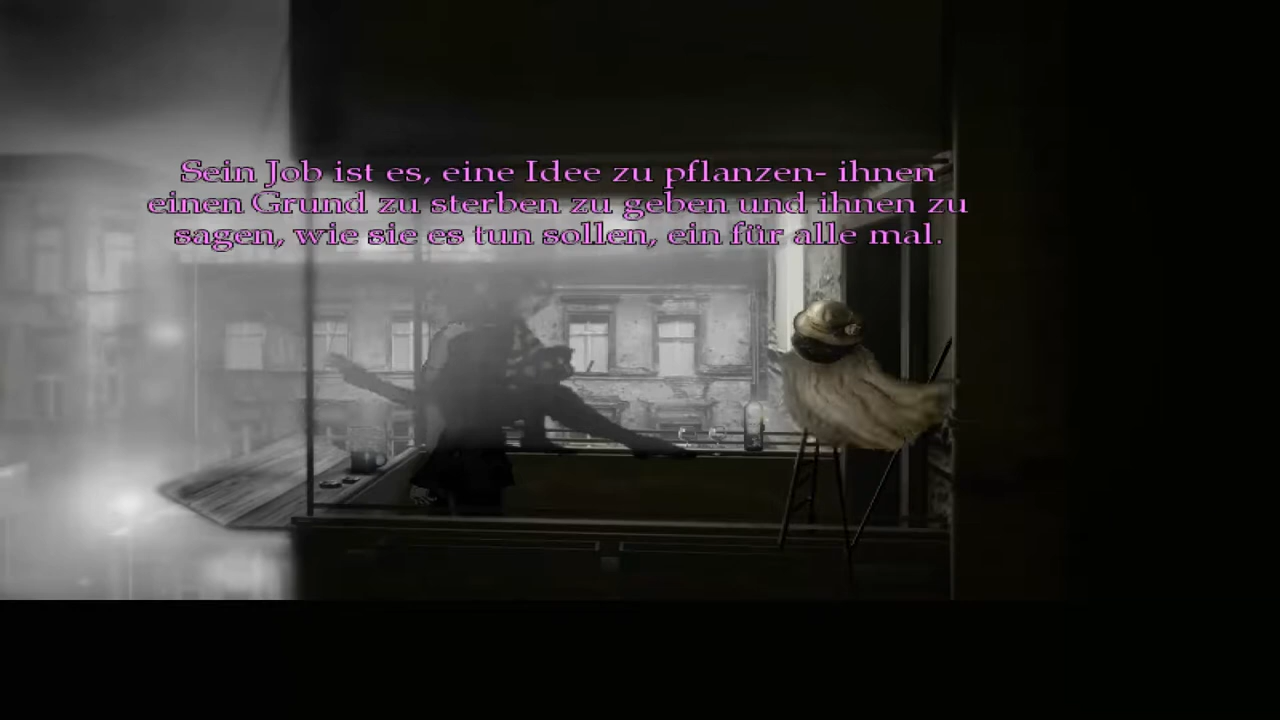 Sein Job ist es, eine Idee zu pflanzen- ihnen
einen Grund zu sterben zu geben und ihnen zu
sagen, wie sie es tun sollen, ein für alle mal.